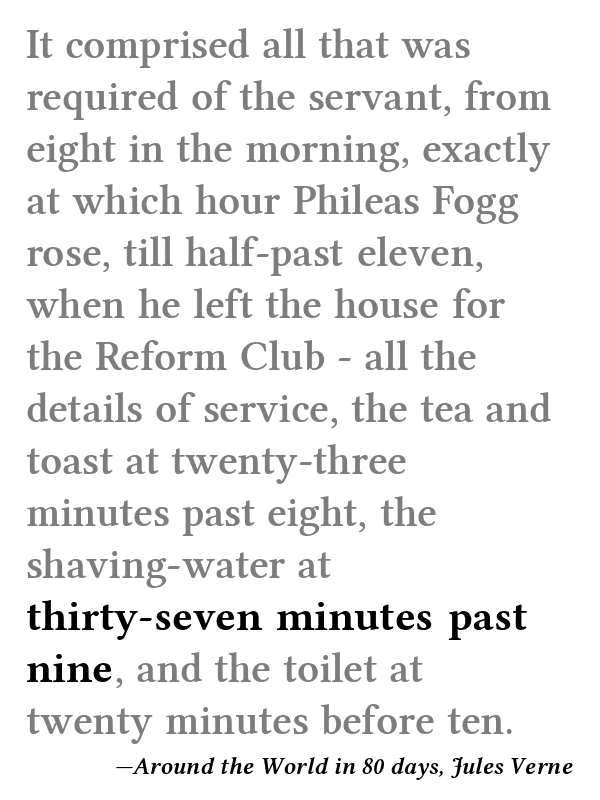 It comprised all that was
required of the servant, from
eight in the morning, exactly
at which hour Phileas Fogg
rose, till half-past eleven,
when he left the house for
the Reform Club - all the
details of service, the tea and
toast at twenty-three
minutes past eight, the
shaving-water at
thirty-seven minutes past
nine, and the toilet at
twenty minutes before ten.
—Around the World in 80 days, Jules Verne